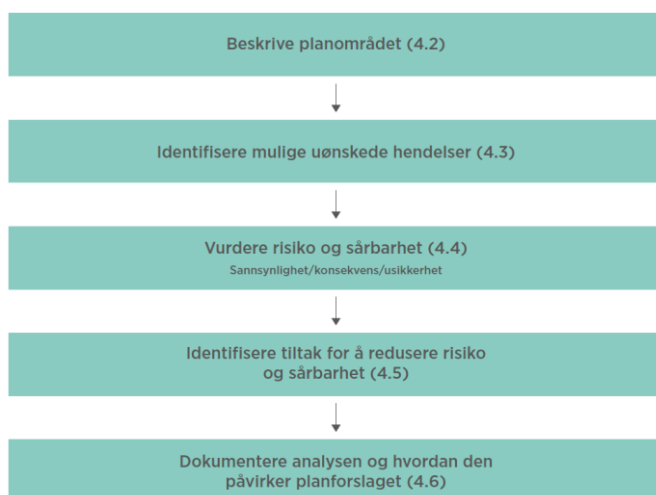 Beskrive planområdet (4.2)
Identifisere mulige uønskede hendelser (4.3)
Vurdere risiko og sårbarhet (4.4)
Sannsynlighet/konsekvens/usikkerhet
Identifisere tiltak for å redusere risiko
og sårbarhet (4.5)
Dokumentere analysen og hvordan den
påvirker planforslaget (4.6)